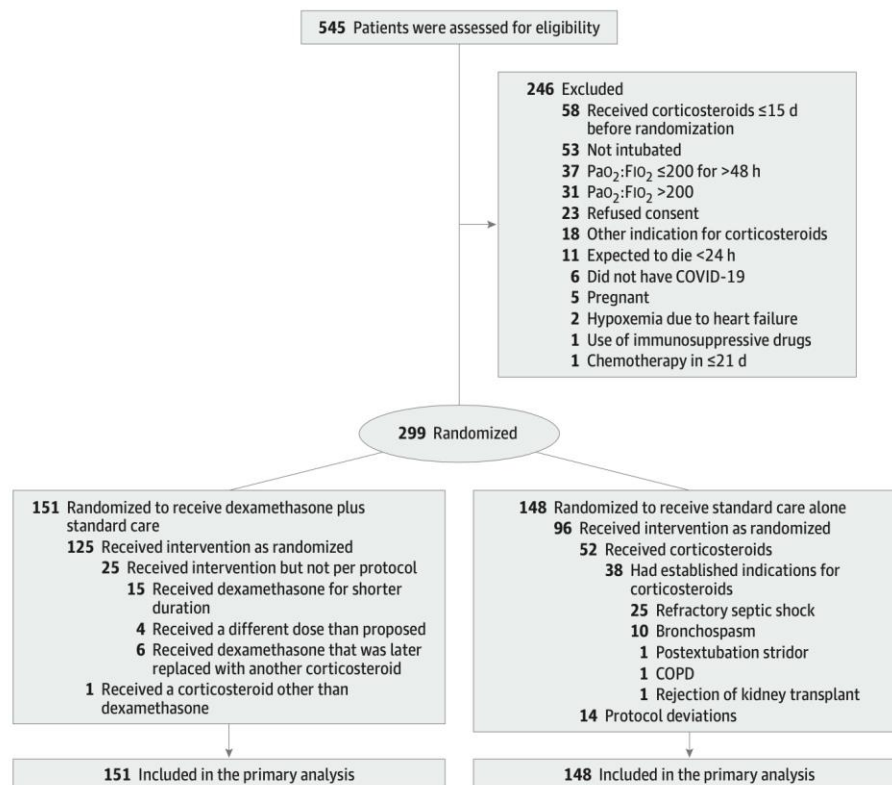 545 Patients were assessed for eligibility
246 Excluded
58 Received corticosteroids ≤15 d
before randomization
53 Not intubated
37 PaO₂:FIO₂ ≤200 for >48 h
31 PaO₂:FIO₂ >200
23 Refused consent
18 Other indication for corticosteroids
11 Expected to die <24 h
6 Did not have COVID-19
5 Pregnant
2 Hypoxemia due to heart failure
1 Use of immunosuppressive drugs
1 Chemotherapy in ≤21 d
299 Randomized
151 Randomized to receive dexamethasone plus
standard care
125 Received intervention as randomized
25 Received intervention but not per protocol
15 Received dexamethasone for shorter
duration
4 Received a different dose than proposed
6 Received dexamethasone that was later
replaced with another corticosteroid
1 Received a corticosteroid other than
dexamethasone
148 Randomized to receive standard care alone
96 Received intervention as randomized
52 Received corticosteroids
38 Had established indications for
corticosteroids
25 Refractory septic shock
10 Bronchospasm
1 Postextubation stridor
1 COPD
1 Rejection of kidney transplant
14 Protocol deviations
151 Included in the primary analysis
148 Included in the primary analysis